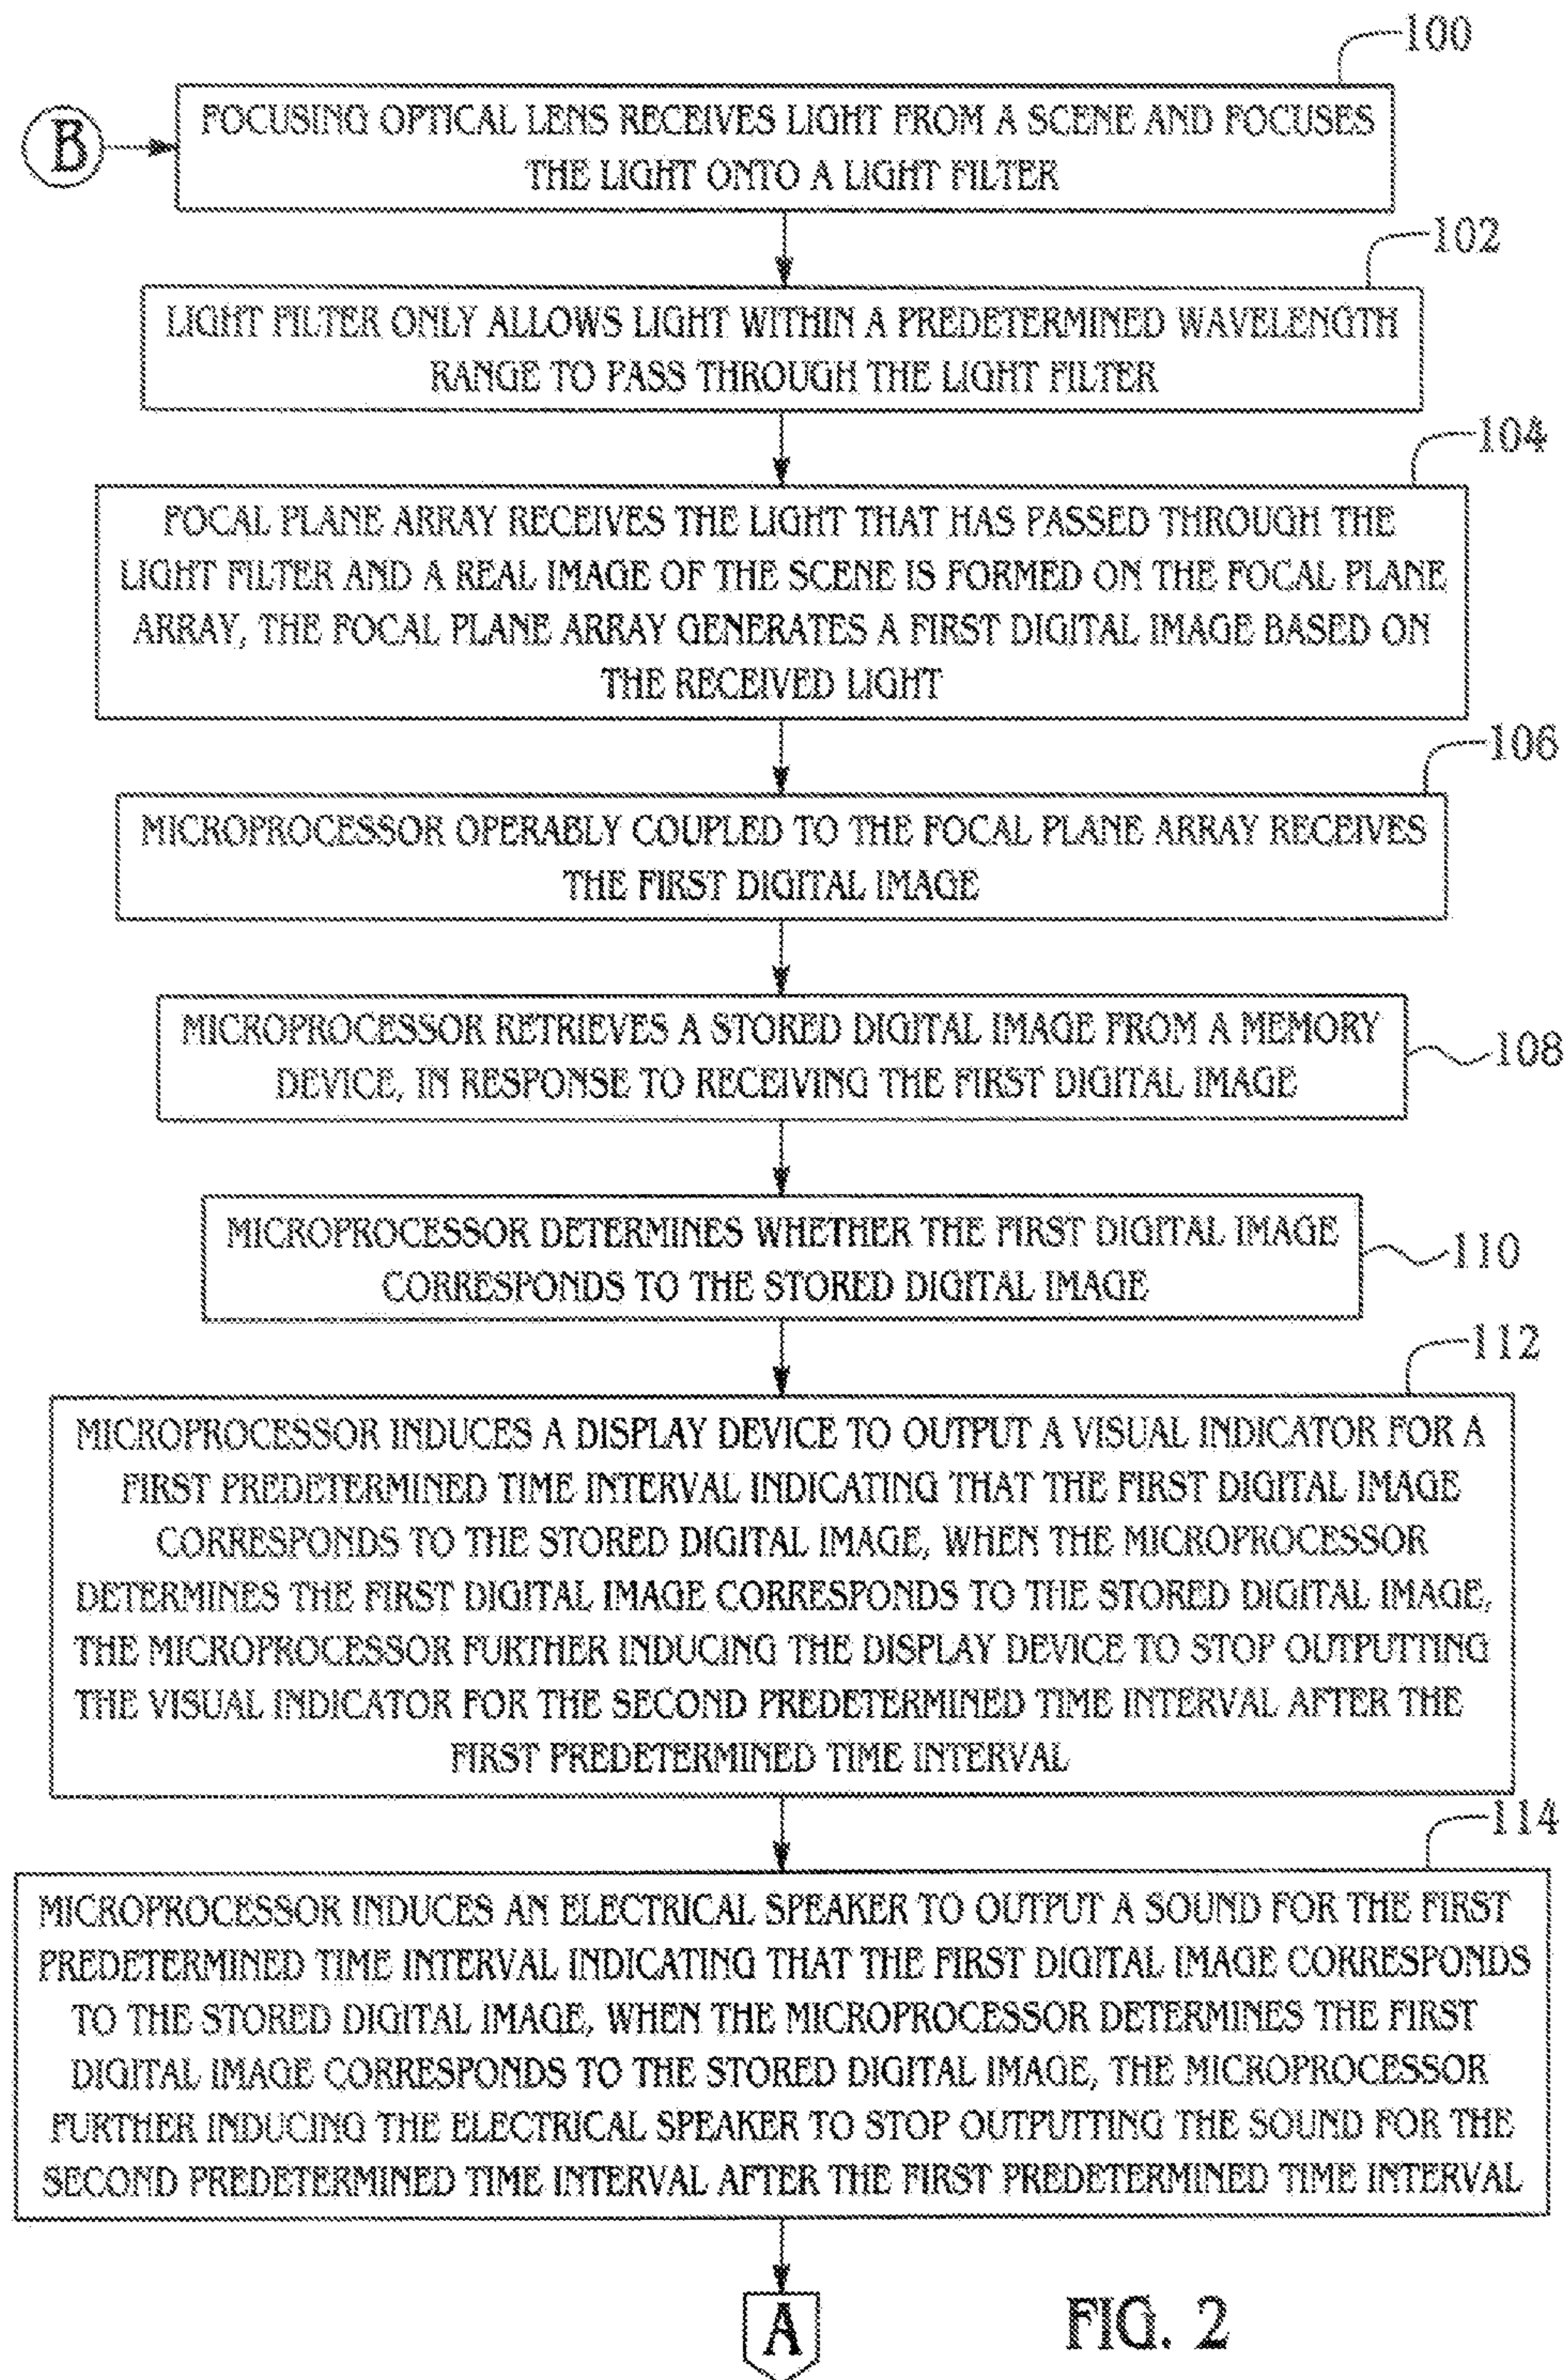 100
B
FOCUSING OPTICAL LENS RECEIVES LIGHT FROM A SCENE AND FOCUSES
THE LIGHT ONTO A LIGHT FILTER
102
LIGHT FILTER ONLY ALLOWS LIGHT WITHIN A PREDETERMINED WAVELENGTH
RANGE TO PASS THROUGH THE LIGHT FILTER
104
FOCAL PLANE ARRAY RECEIVES THE LIGHT THAT HAS PASSED THROUGH THE
LIGHT FILTER AND A REAL IMAGE OF THE SCENE IS FORMED ON THE FOCAL PLANE
ARRAY, THE FOCAL PLANE ARRAY GENERATES A FIRST DIGITAL IMAGE BASED ON
THE RECEIVED LIGHT
106
MICROPROCESSOR OPERABLY COUPLED TO THE FOCAL PLANE ARRAY RECEIVES
THE FIRST DIGITAL IMAGE
MICROPROCESSOR RETRIEVES A STORED DIGITAL IMAGE FROM A MEMORY
DEVICE, IN RESPONSE TO RECEIVING THE FIRST DIGITAL IMAGE
108
MICROPROCESSOR DETERMINES WHETHER THE FIRST DIGITAL IMAGE
CORRESPONDS TO THE STORED DIGITAL IMAGE
110
112
MICROPROCESSOR INDUCES A DISPLAY DEVICE TO OUTPUT A VISUAL INDICATOR FOR A
FIRST PREDETERMINED TIME INTERVAL INDICATING THAT THE FIRST DIGITAL IMAGE
CORRESPONDS TO THE STORED DIGITAL IMAGE, WHEN THE MICROPROCESSOR
DETERMINES THE FIRST DIGITAL IMAGE CORRESPONDS TO THE STORED DIGITAL IMAGE,
THE MICROPROCESSOR FURTHER INDUCING THE DISPLAY DEVICE TO STOP OUTPUTTING
THE VISUAL INDICATOR FOR THE SECOND PREDETERMINED TIME INTERVAL AFTER THE
FIRST PREDETERMINED TIME INTERVAL
114
MICROPROCESSOR INDUCES AN ELECTRICAL SPEAKER TO OUTPUT A SOUND FOR THE FIRST
PREDETERMINED TIME INTERVAL INDICATING THAT THE FIRST DIGITAL IMAGE CORRESPONDS
TO THE STORED DIGITAL IMAGE, WHEN THE MICROPROCESSOR DETERMINES THE FIRST
DIGITAL IMAGE CORRESPONDS TO THE STORED DIGITAL IMAGE, THE MICROPROCESSOR
FURTHER INDUCING THE ELECTRICAL SPEAKER TO STOP OUTPUTTING THE SOUND FOR THE
SECOND PREDETERMINED TIME INTERVAL AFTER THE FIRST PREDETERMINED TIME INTERVAL
A
FIG. 2